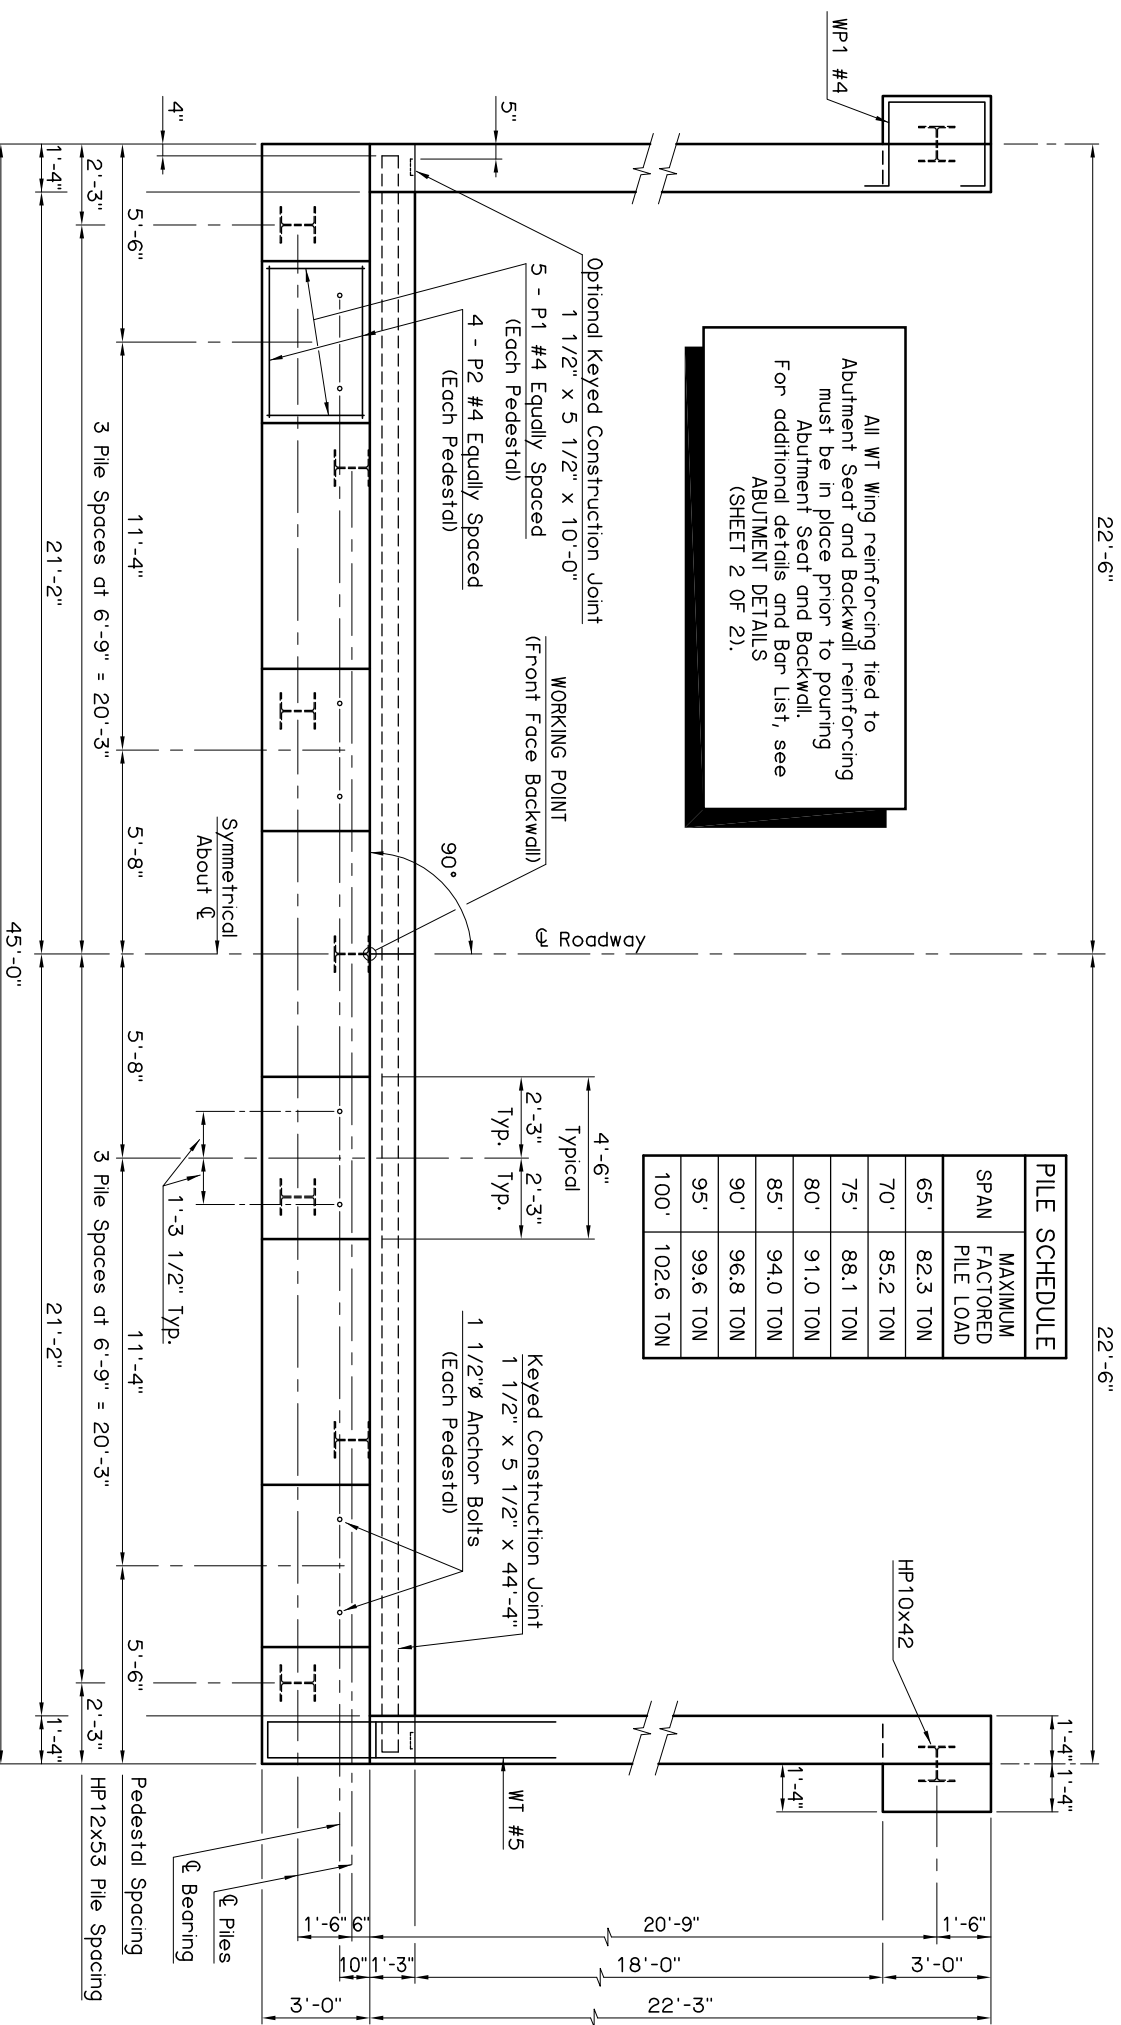 22'-6"
22'-6"
WP1 #4
All WT Wing reinforcing tied to
Abutment Seat and Backwall reinforcing
must be in place prior to pouring
Abutment Seat and Backwall.
For additional details and Bar List, see
ABUTMENT DETAILS
(SHEET 2 OF 2).
PILE SCHEDULE
SPAN
MAXIMUM
FACTORED
PILE LOAD
65' 82.3 TON
70' 85.2 TON
75' 88.1 TON
80' 91.0 TON
85' 94.0 TON
90' 96.8 TON
95' 99.6 TON
100' 102.6 TON
HP10x42
1'-4"
1'-4"
1'-4"
℄ Roadway
5"
4"
Optional Keyed Construction Joint
1 1/2" x 5 1/2" x 10'-0"
5 - P1 #4 Equally Spaced
(Each Pedestal)
4 - P2 #4 Equally Spaced
(Each Pedestal)
WORKING POINT
(Front Face Backwall)
90°
4'-6"
Typical
2'-3"
Typ.
2'-3"
Typ.
Keyed Construction Joint
1 1/2" x 5 1/2" x 44'-4"
1 1/2"Ø Anchor Bolts
(Each Pedestal)
WT #5
Symmetrical
About ℄
1'-3 1/2" Typ.
℄ Bearing
℄ Piles
5'-6"
11'-4"
5'-8"
5'-8"
11'-4"
5'-6"
Pedestal Spacing
2'-3"
3 Pile Spaces at 6'-9" = 20'-3"
3 Pile Spaces at 6'-9" = 20'-3"
2'-3"
HP12x53 Pile Spacing
1'-4"
21'-2"
21'-2"
1'-4"
45'-0"
1'-6"
6"
20'-9"
1'-6"
10"
1'-3"
18'-0"
3'-0"
3'-0"
22'-3"